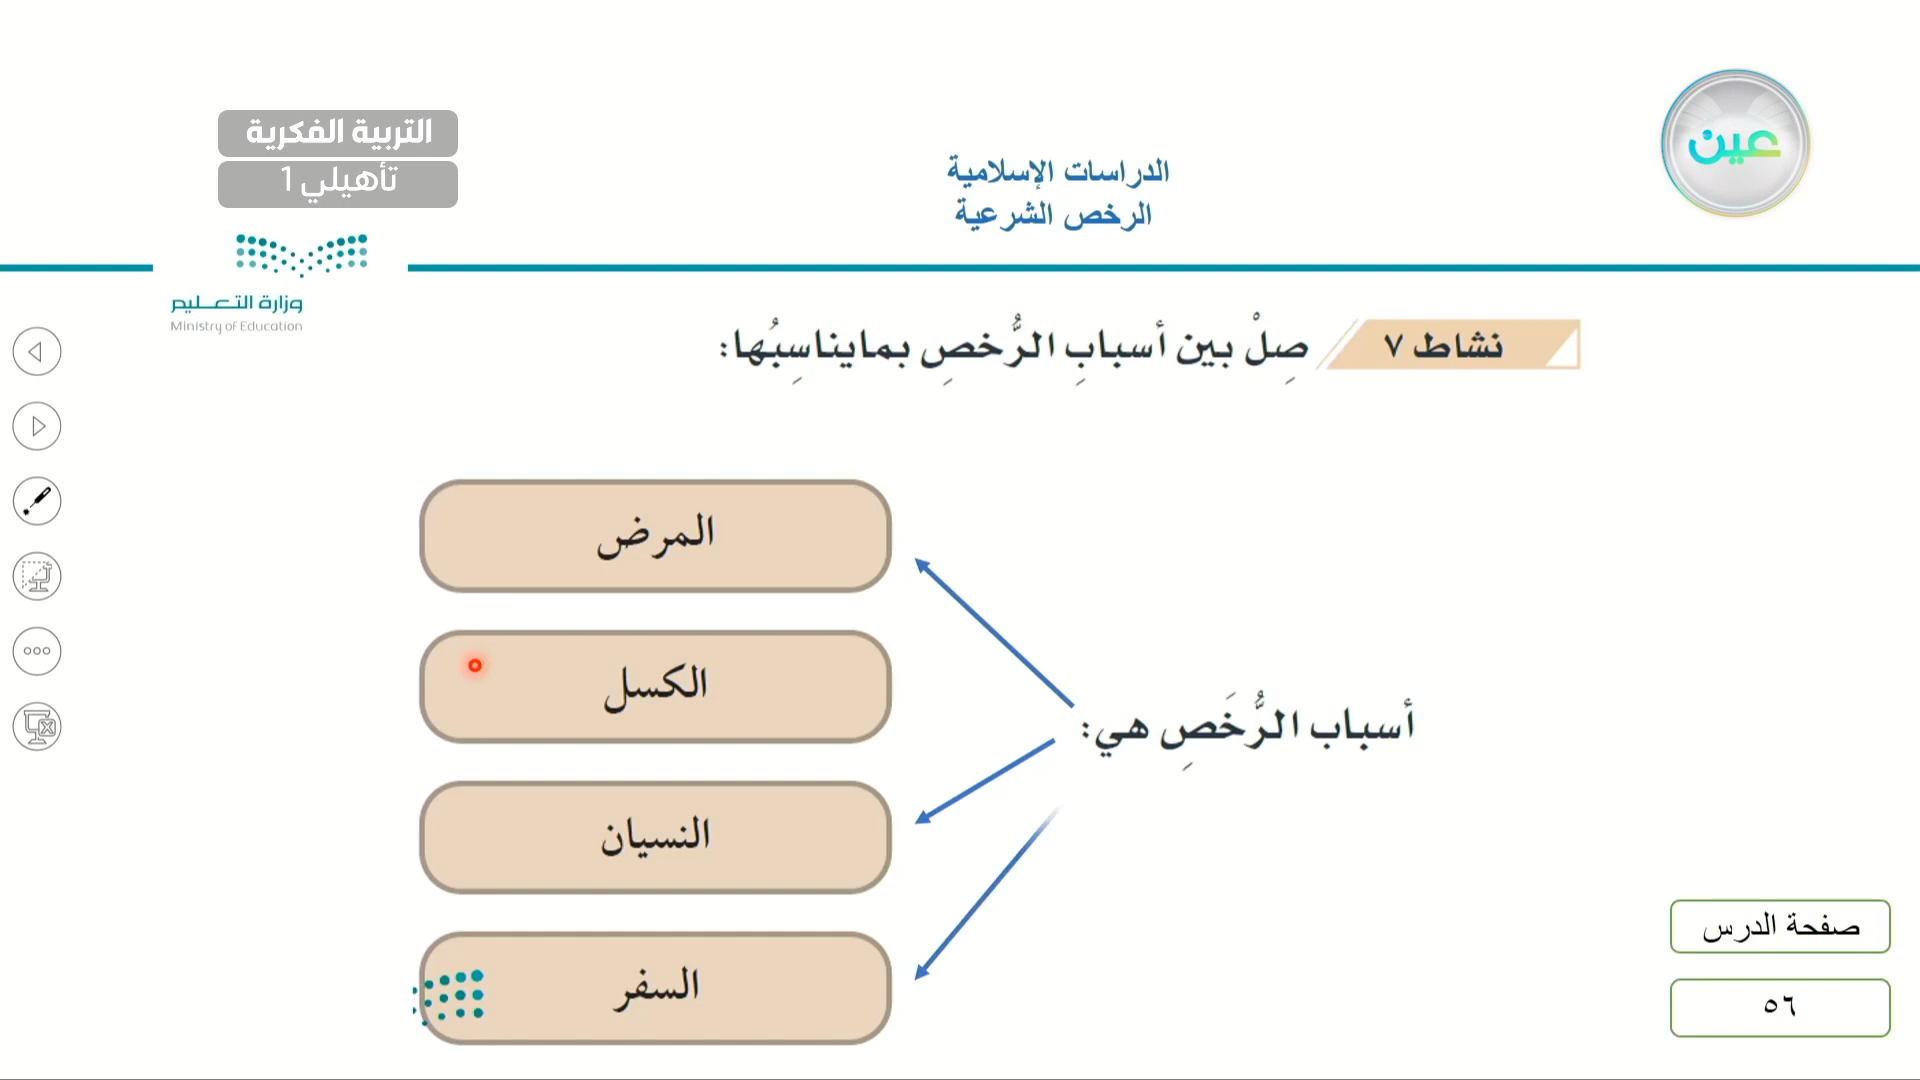 التربية الفكرية
تأهيلي 1
الدراسات الإسلامية
الرخص الشرعية
عين
وزارة التعليم
Ministry of Education
نشاط ٧
صِلْ بين أسبابِ الرُّخصِ بمايناسِبُها:
أسباب الرُّخَصِ هي:
المرض
الكسل
النسيان
السفر
صفحة الدرس
٥٦